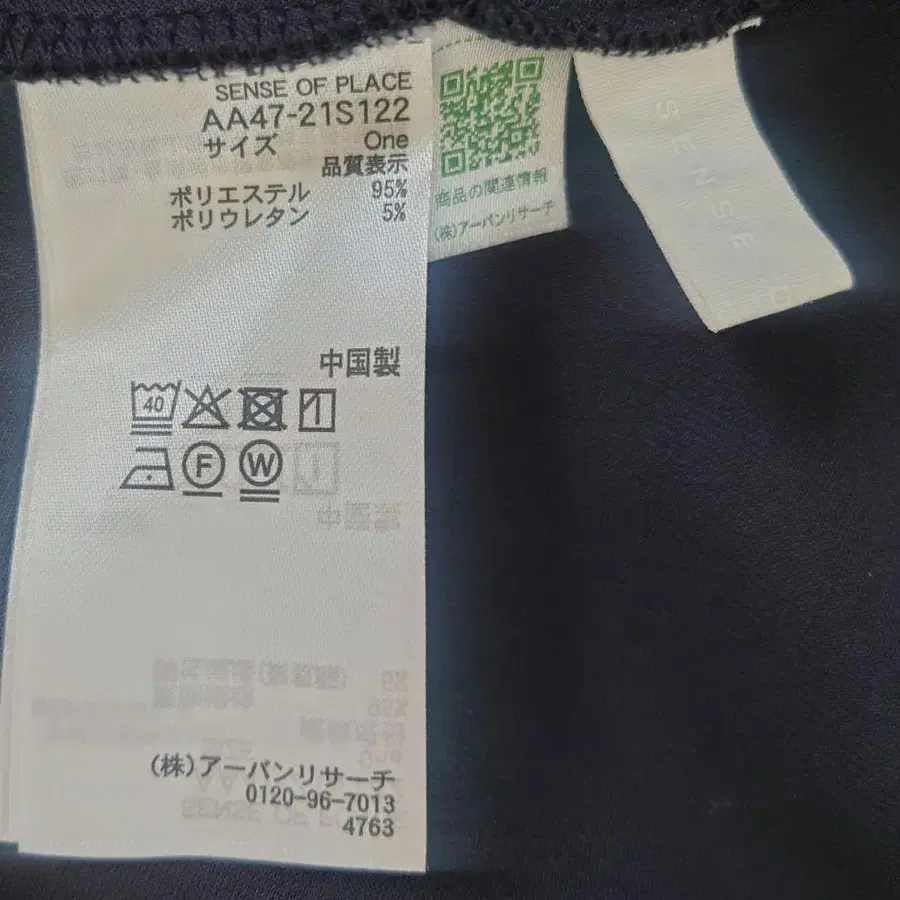 SENSE OF PLACE
AA47-21S122
サイズ One
品質表示
ポリエステル 95%
ポリウレタン 5%
中国製
40
F W
(株)アーバンリサーチ
0120-96-7013
4763
商品の関連情報
(株)アーバンリサーチ
SENSE O